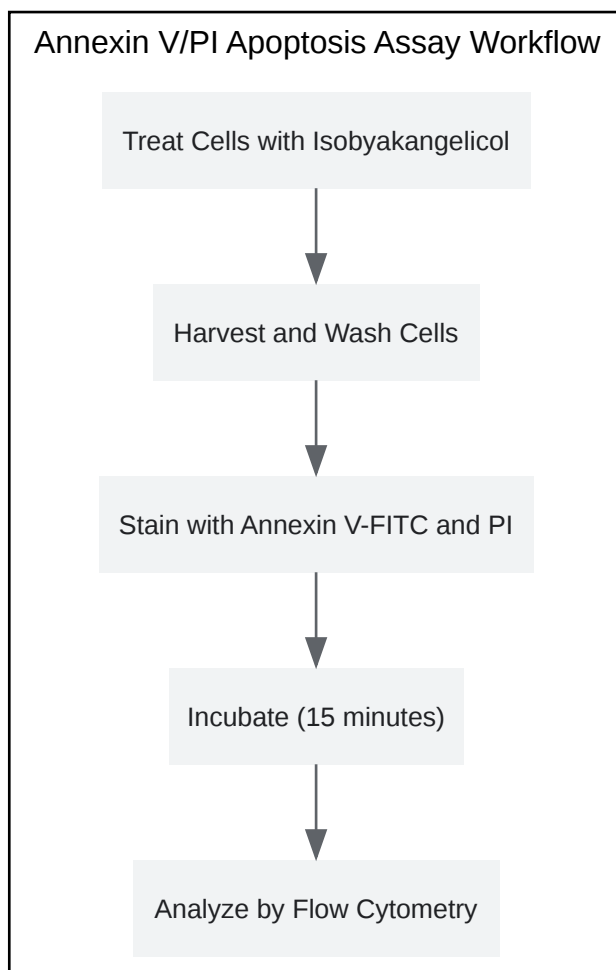 Annexin V/PI Apoptosis Assay Workflow
Treat Cells with Isobyakangelicol
Harvest and Wash Cells
Stain with Annexin V-FITC and PI
Incubate (15 minutes)
Analyze by Flow Cytometry